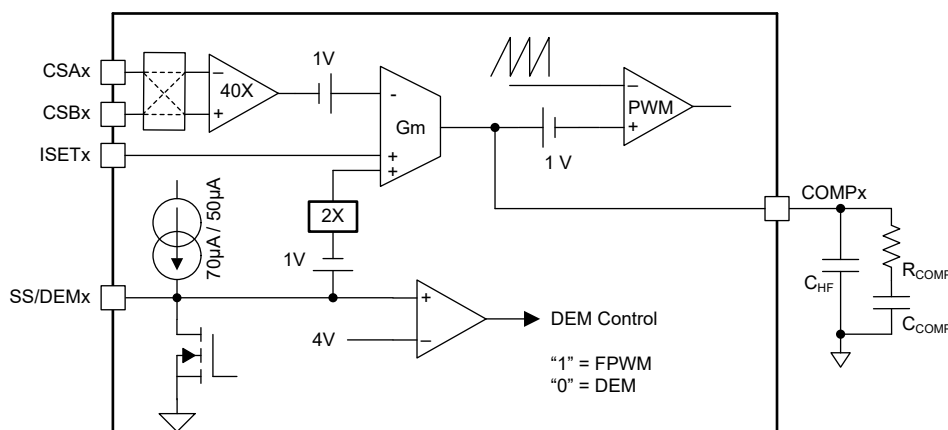 CSAx
CSBx
ISETx
SS/DEMx
40X
1V
-
+
-
Gm
+
+
PWM
-
+
1 V
COMPx
2X
70µA / 50µA
1V
C_HF
R_COMP
C_COMP
+
4V
-
DEM Control
“1” = FPWM
“0” = DEM